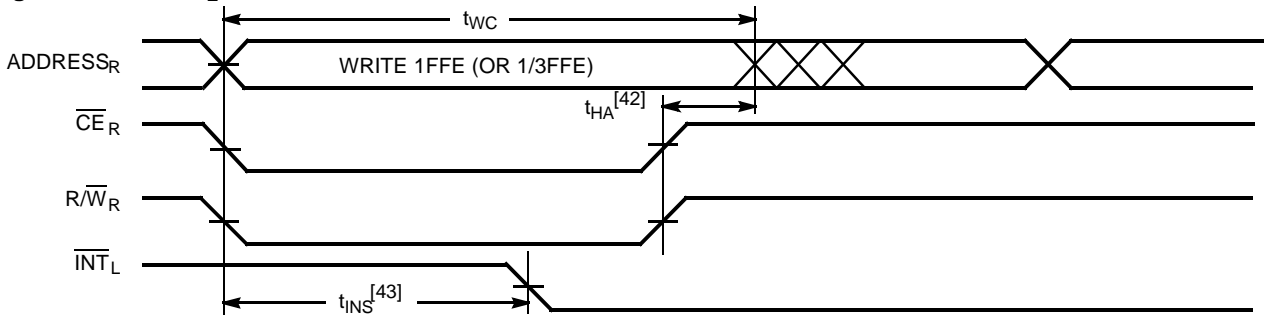 tWC
ADDRESSR
WRITE 1FFE (OR 1/3FFE)
tHA[42]
CER
R/WR
INTL
tINS[43]